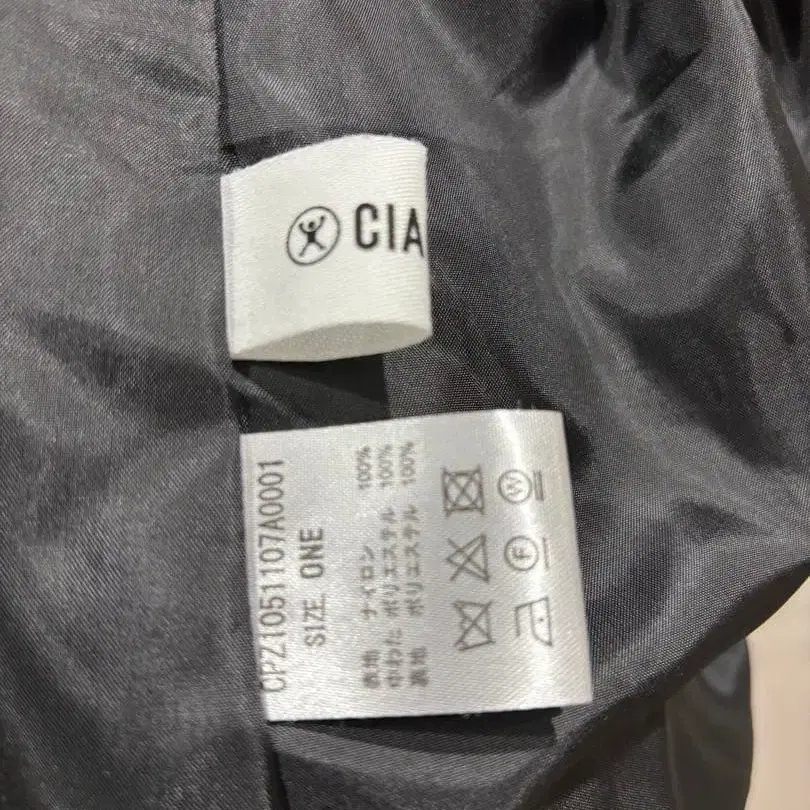 CIA
OPZ1051107A0001
SIZE ONE
表地 ナイロン 100%
中わた ポリエステル 100%
裏地 ポリエステル 100%
W
F